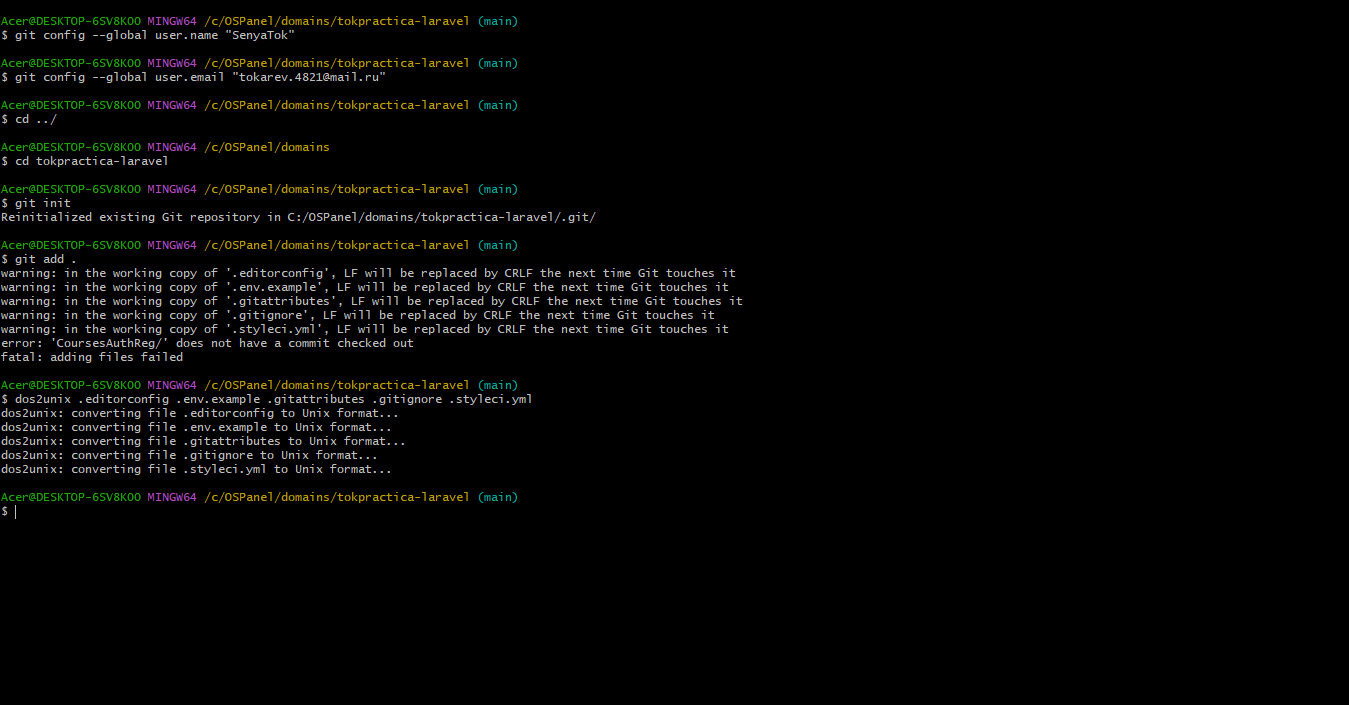 Acer@DESKTOP-6SV8KOO MINGW64 /c/OSPanel/domains/tokpractica-laravel (main)
$ git config --global user.name "SenyaTok"
Acer@DESKTOP-6SV8KOO MINGW64 /c/OSPanel/domains/tokpractica-laravel (main)
$ git config --global user.email "tokarev.4821@mail.ru"
Acer@DESKTOP-6SV8KOO MINGW64 /c/OSPanel/domains/tokpractica-laravel (main)
$ cd ../
Acer@DESKTOP-6SV8KOO MINGW64 /c/OSPanel/domains
$ cd tokpractica-laravel
Acer@DESKTOP-6SV8KOO MINGW64 /c/OSPanel/domains/tokpractica-laravel (main)
$ git init
Reinitialized existing Git repository in C:/OSPanel/domains/tokpractica-laravel/.git/
Acer@DESKTOP-6SV8KOO MINGW64 /c/OSPanel/domains/tokpractica-laravel (main)
$ git add .
warning: in the working copy of '.editorconfig', LF will be replaced by CRLF the next time Git touches it
warning: in the working copy of '.env.example', LF will be replaced by CRLF the next time Git touches it
warning: in the working copy of '.gitattributes', LF will be replaced by CRLF the next time Git touches it
warning: in the working copy of '.gitignore', LF will be replaced by CRLF the next time Git touches it
warning: in the working copy of '.styleci.yml', LF will be replaced by CRLF the next time Git touches it
error: 'CoursesAuthReg/' does not have a commit checked out
fatal: adding files failed
Acer@DESKTOP-6SV8KOO MINGW64 /c/OSPanel/domains/tokpractica-laravel (main)
$ dos2unix .editorconfig .env.example .gitattributes .gitignore .styleci.yml
dos2unix: converting file .editorconfig to Unix format...
dos2unix: converting file .env.example to Unix format...
dos2unix: converting file .gitattributes to Unix format...
dos2unix: converting file .gitignore to Unix format...
dos2unix: converting file .styleci.yml to Unix format...
Acer@DESKTOP-6SV8KOO MINGW64 /c/OSPanel/domains/tokpractica-laravel (main)
$